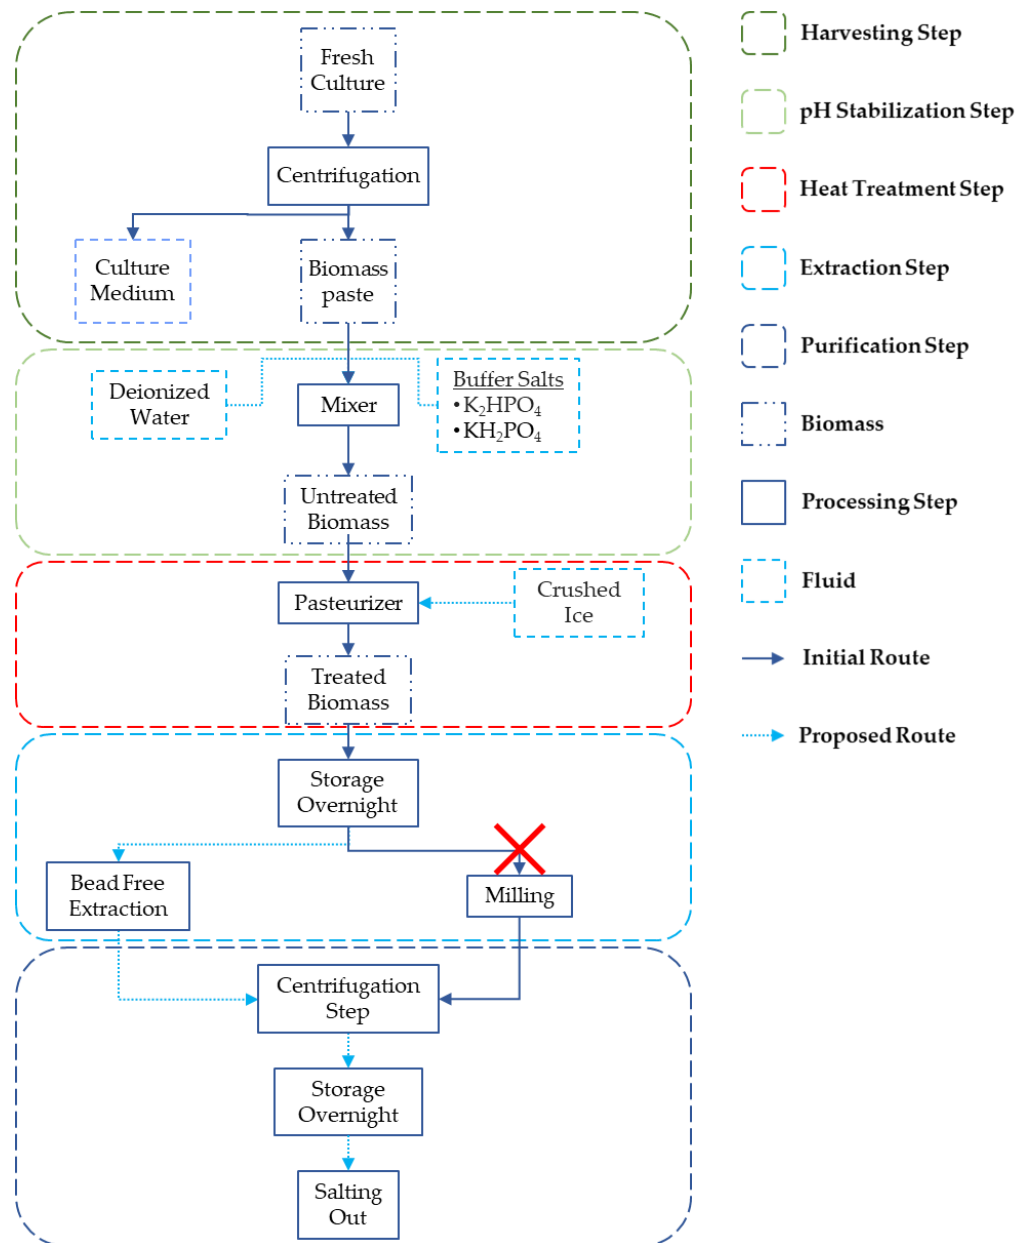 Fresh
Culture
Centrifugation
Culture
Medium
Biomass
paste
Deionized
Water
Mixer
Buffer Salts
•K₂HPO₄
•KH₂PO₄
Untreated
Biomass
Pasteurizer
Crushed
Ice
Treated
Biomass
Storage
Overnight
Bead Free
Extraction
Milling
Centrifugation
Step
Storage
Overnight
Salting
Out
Harvesting Step
pH Stabilization Step
Heat Treatment Step
Extraction Step
Purification Step
Biomass
Processing Step
Fluid
Initial Route
Proposed Route